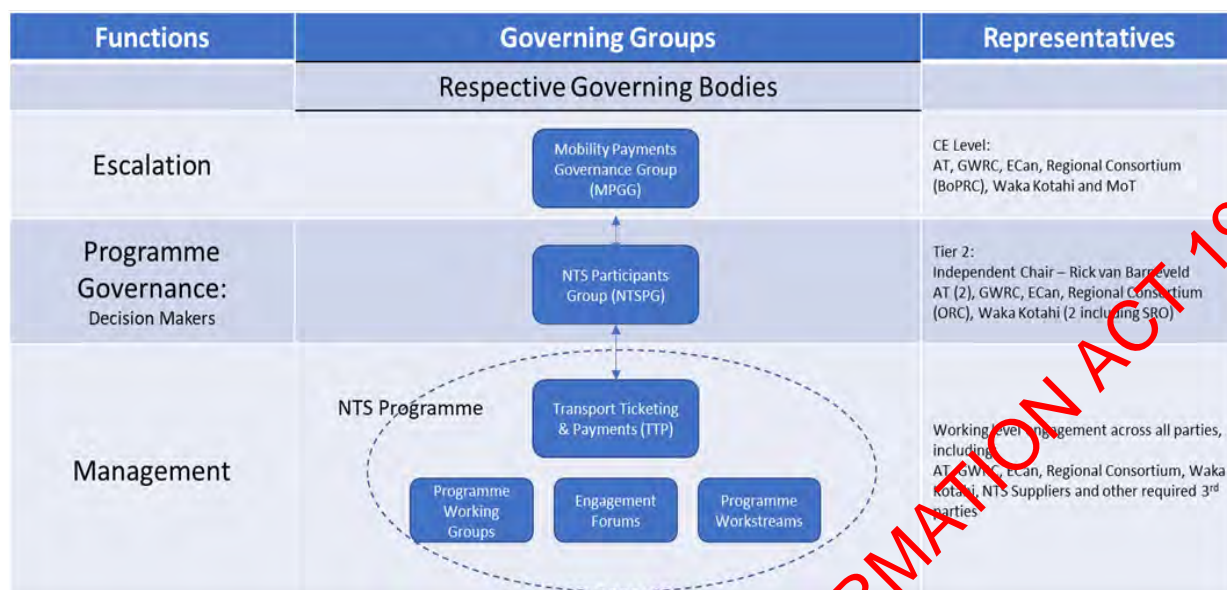 Functions
Governing Groups
Representatives
Respective Governing Bodies
Escalation
Mobility Payments
Governance Group
(MPGG)
CE Level:
AT, GWRC, ECan, Regional Consortium
(BoPRC), Waka Kotahi and MoT
Programme
Governance:
Decision Makers
NTS Participants
Group (NTSPG)
Tier 2:
Independent Chair – Rick van Barneveld
AT (2), GWRC, ECan, Regional Consortium
(ORC), Waka Kotahi (2 including SRO)
Management
NTS Programme
Transport Ticketing
& Payments (TTP)
Programme
Working
Groups
Engagement
Forums
Programme
Workstreams
Working level engagement across all parties,
including
AT, GWRC, ECan, Regional Consortium, Waka
Kotahi, NTS Suppliers and other required 3rd
parties
RMATION ACT 19